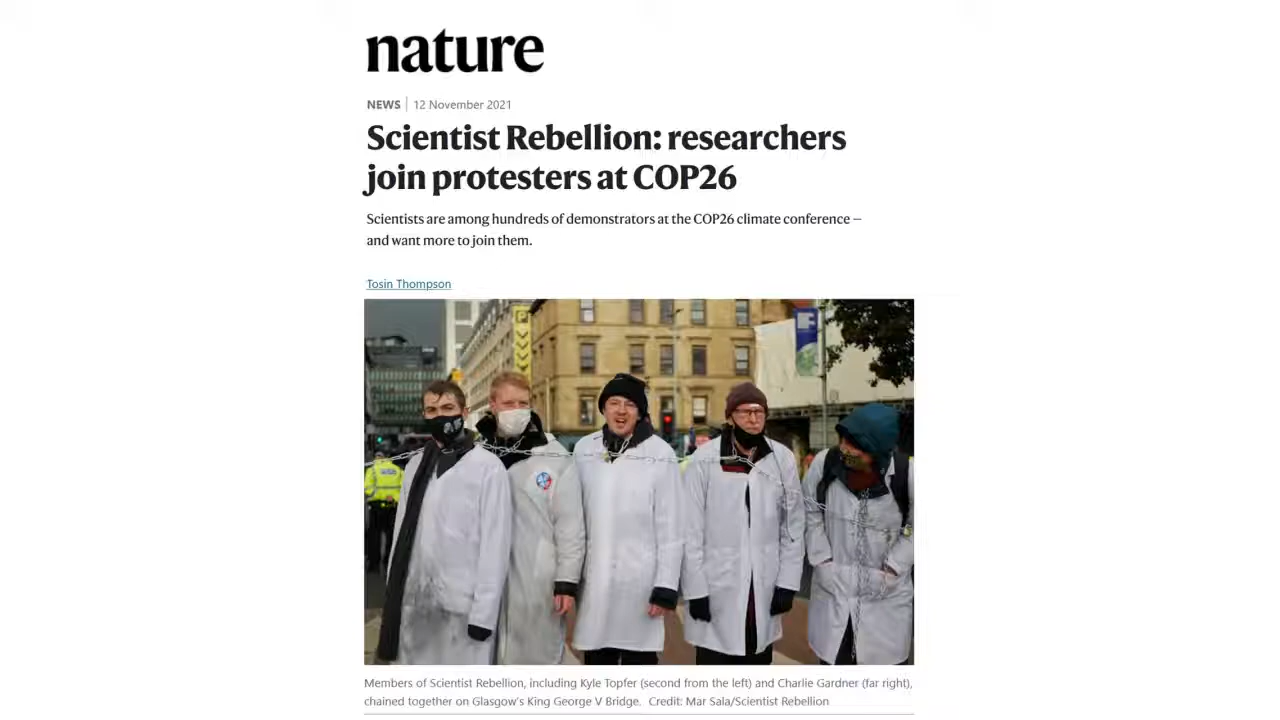 nature
NEWS | 12 November 2021
Scientist Rebellion: researchers
join protesters at COP26
Scientists are among hundreds of demonstrators at the COP26 climate conference —
and want more to join them.
Tosin Thompson
P
Members of Scientist Rebellion, including Kyle Topfer (second from the left) and Charlie Gardner (far right),
chained together on Glasgow's King George V Bridge. Credit: Mar Sala/Scientist Rebellion